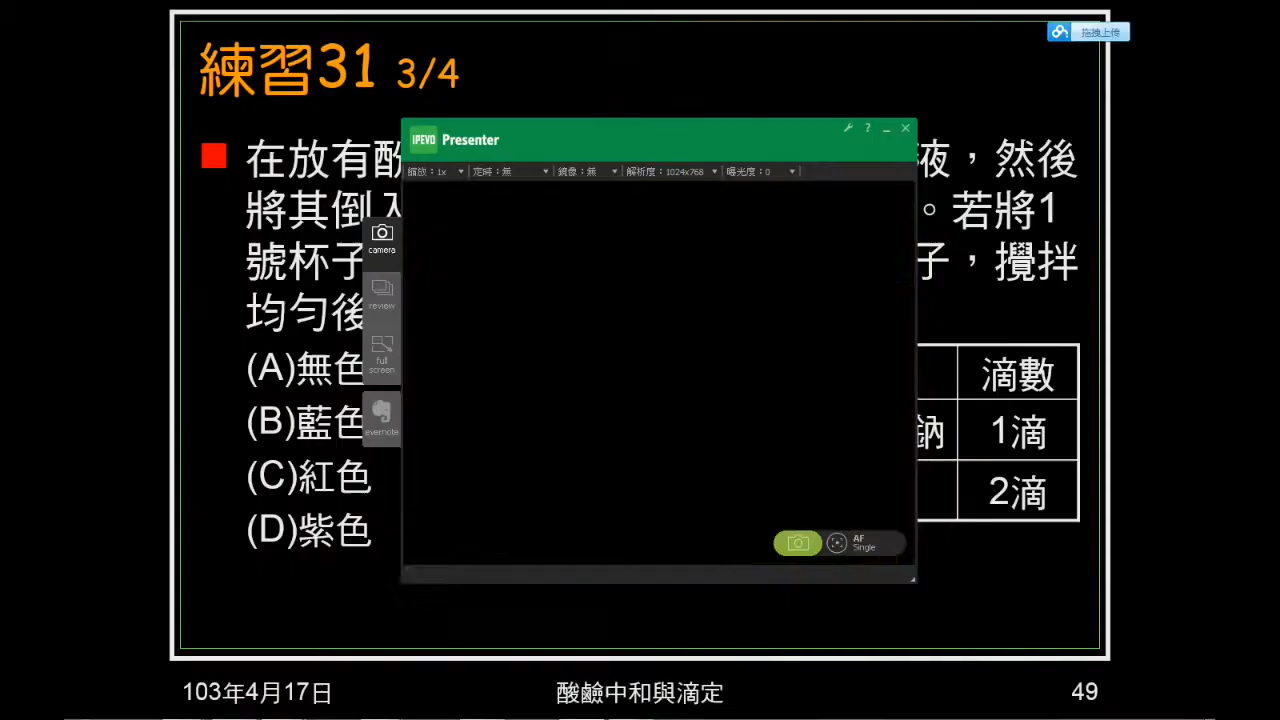 練習31 3/4
拖拽上传
IPEVO Presenter
縮放：1x 定時：無 鏡像：無 解析度：1024x768 曝光度：0
在放有 液，然後
將其倒 。若將1
號杯子 子，攪拌
均勻後
camera
review
full screen
evernote
(A)無色
(B)藍色
(C)紅色
(D)紫色
滴數
鈉 1滴
2滴
AF
Single
103年4月17日 酸鹼中和與滴定 49